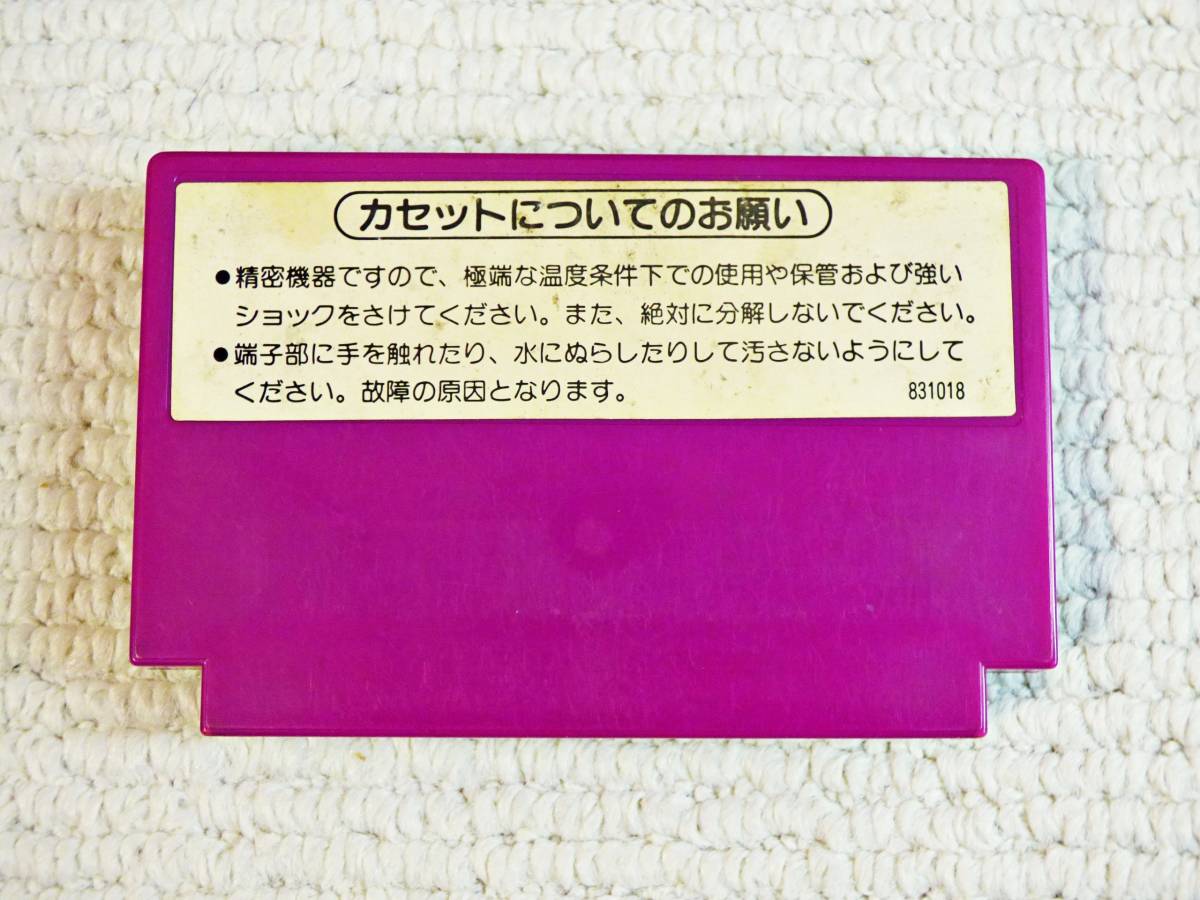 カセットについてのお願い
●精密機器ですので、極端な温度条件下での使用や保管および強い
ショックをさけてください。また、絶対に分解しないでください。
●端子部に手を触れたり、水にぬらしたりして汚さないようにして
ください。故障の原因となります。 831018